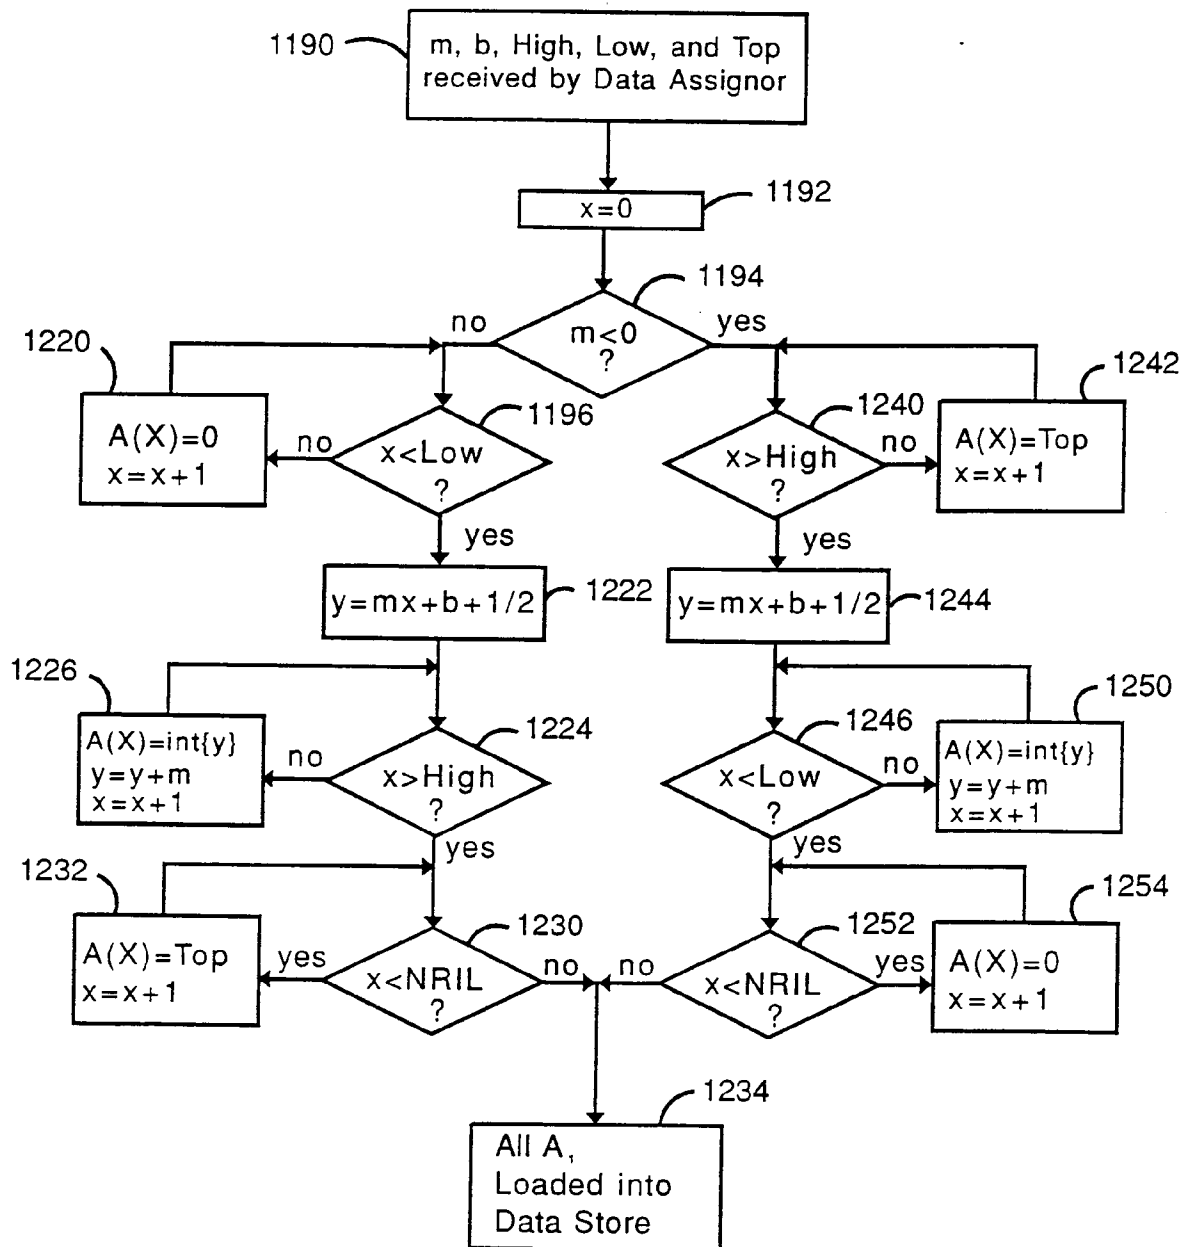 1190
m, b, High, Low, and Top
received by Data Assignor
1192
x=0
1194
m<0
?
no
yes
1220
A(X)=0
x=x+1
no
1196
x<Low
?
yes
1240
x>High
?
no
yes
1242
A(X)=Top
x=x+1
y=mx+b+1/2
1222
y=mx+b+1/2
1244
1226
A(X)=int{y}
y=y+m
x=x+1
no
1224
x>High
?
yes
1246
x<Low
?
no
yes
1250
A(X)=int{y}
y=y+m
x=x+1
1232
A(X)=Top
x=x+1
yes
1230
x<NRIL
?
no
no
1252
x<NRIL
?
yes
1254
A(X)=0
x=x+1
1234
All A,
Loaded into
Data Store